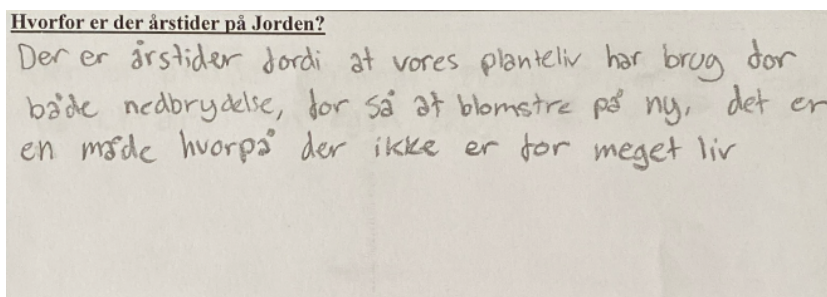 Hvorfor er der årstider på Jorden?
Der er årstider fordi at vores planteliv har brug for
både nedbrydelse, for så at blomstre på ny, det er
en måde hvorpå der ikke er for meget liv